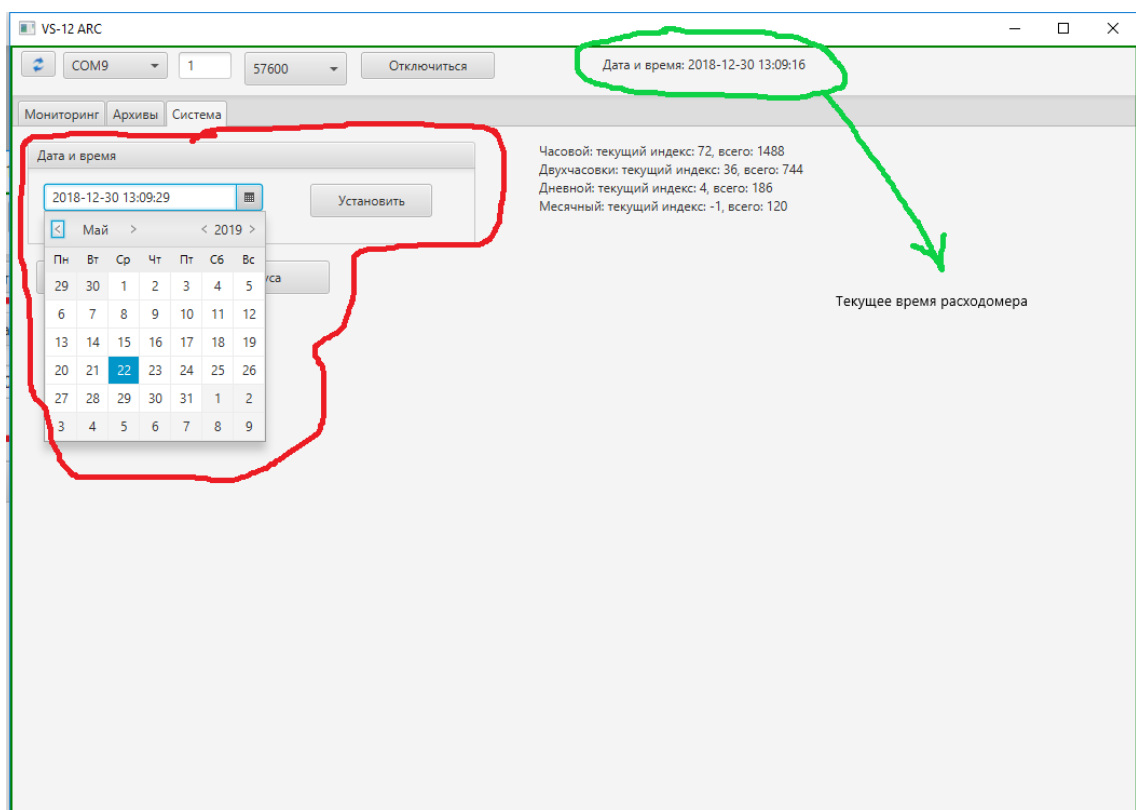 VS-12 ARC
COM9 1 57600 Отключиться Дата и время: 2018-12-30 13:09:16
Мониторинг Архивы Система
Дата и время
2018-12-30 13:09:29 Установить
< Май > < 2019 >
Пн Вт Ср Чт Пт Сб Вс
29 30 1 2 3 4 5
6 7 8 9 10 11 12
13 14 15 16 17 18 19
20 21 22 23 24 25 26
27 28 29 30 31 1 2
3 4 5 6 7 8 9
Часовой: текущий индекс: 72, всего: 1488
Двухчасовки: текущий индекс: 36, всего: 744
Дневной: текущий индекс: 4, всего: 186
Месячный: текущий индекс: -1, всего: 120
Текущее время расходомера